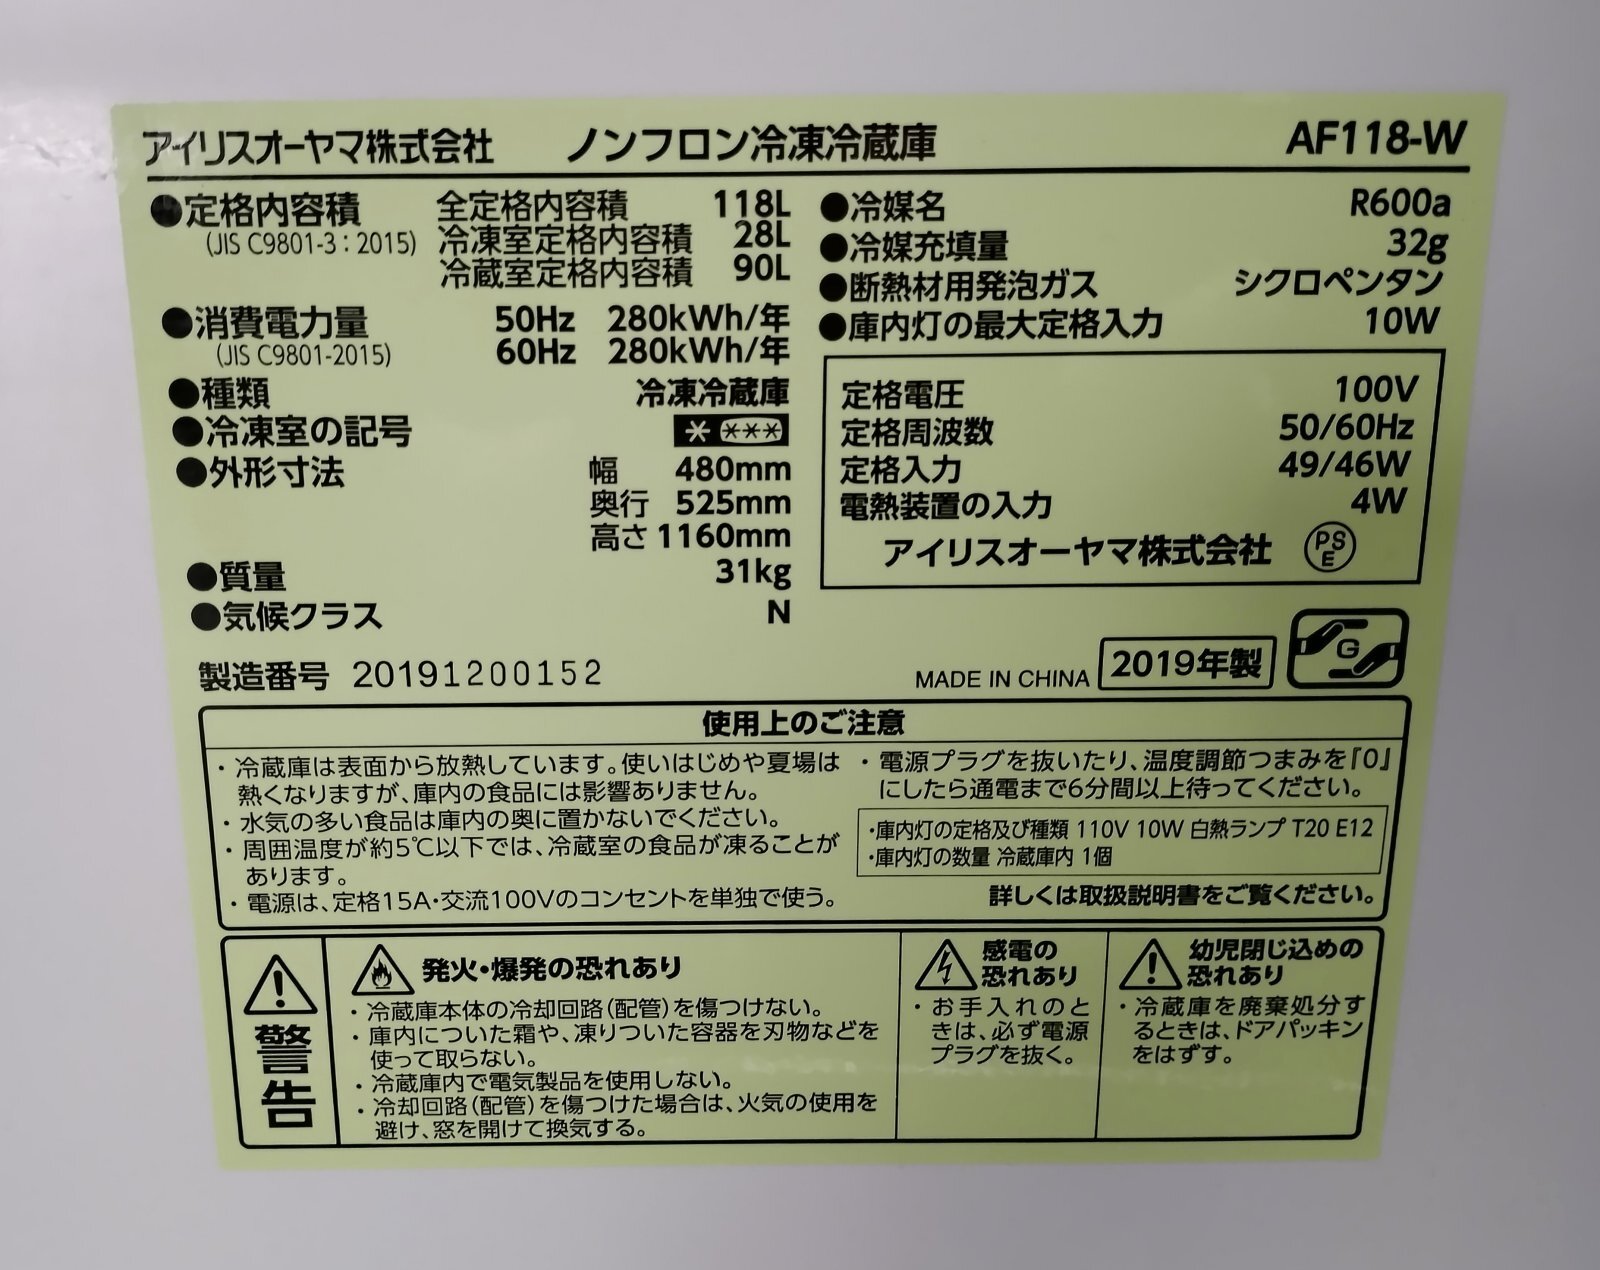 アイリスオーヤマ株式会社 ノンフロン冷凍冷蔵庫 AF118-W
●定格内容積 全定格内容積 118L
(JIS C9801-3：2015) 冷凍室定格内容積 28L
冷蔵室定格内容積 90L
●消費電力量 50Hz 280kWh/年
(JIS C9801-2015) 60Hz 280kWh/年
●種類 冷凍冷蔵庫
●冷凍室の記号 * ***
●外形寸法 幅 480mm
奥行 525mm
高さ 1160mm
●質量 31kg
●気候クラス N
●冷媒名 R600a
●冷媒充填量 32g
●断熱材用発泡ガス シクロペンタン
●庫内灯の最大定格入力 10W
定格電圧 100V
定格周波数 50/60Hz
定格入力 49/46W
電熱装置の入力 4W
アイリスオーヤマ株式会社 PSE
製造番号 20191200152
MADE IN CHINA 2019年製 G
使用上のご注意
・冷蔵庫は表面から放熱しています。使いはじめや夏場は
熱くなりますが、庫内の食品には影響ありません。
・水気の多い食品は庫内の奥に置かないでください。
・周囲温度が約5℃以下では、冷蔵室の食品が凍ることが
あります。
・電源は、定格15A・交流100Vのコンセントを単独で使う。
・電源プラグを抜いたり、温度調節つまみを『0』
にしたら通電まで6分間以上待ってください。
・庫内灯の定格及び種類 110V 10W 白熱ランプ T20 E12
・庫内灯の数量 冷蔵庫内 1個
詳しくは取扱説明書をご覧ください。
警告
発火・爆発の恐れあり
・冷蔵庫本体の冷却回路（配管）を傷つけない。
・庫内についた霜や、凍りついた容器を刃物などを
使って取らない。
・冷蔵庫内で電気製品を使用しない。
・冷却回路（配管）を傷つけた場合は、火気の使用を
避け、窓を開けて換気する。
感電の
恐れあり
・お手入れのと
きは、必ず電源
プラグを抜く。
幼児閉じ込めの
恐れあり
・冷蔵庫を廃棄処分す
るときは、ドアパッキン
をはずす。